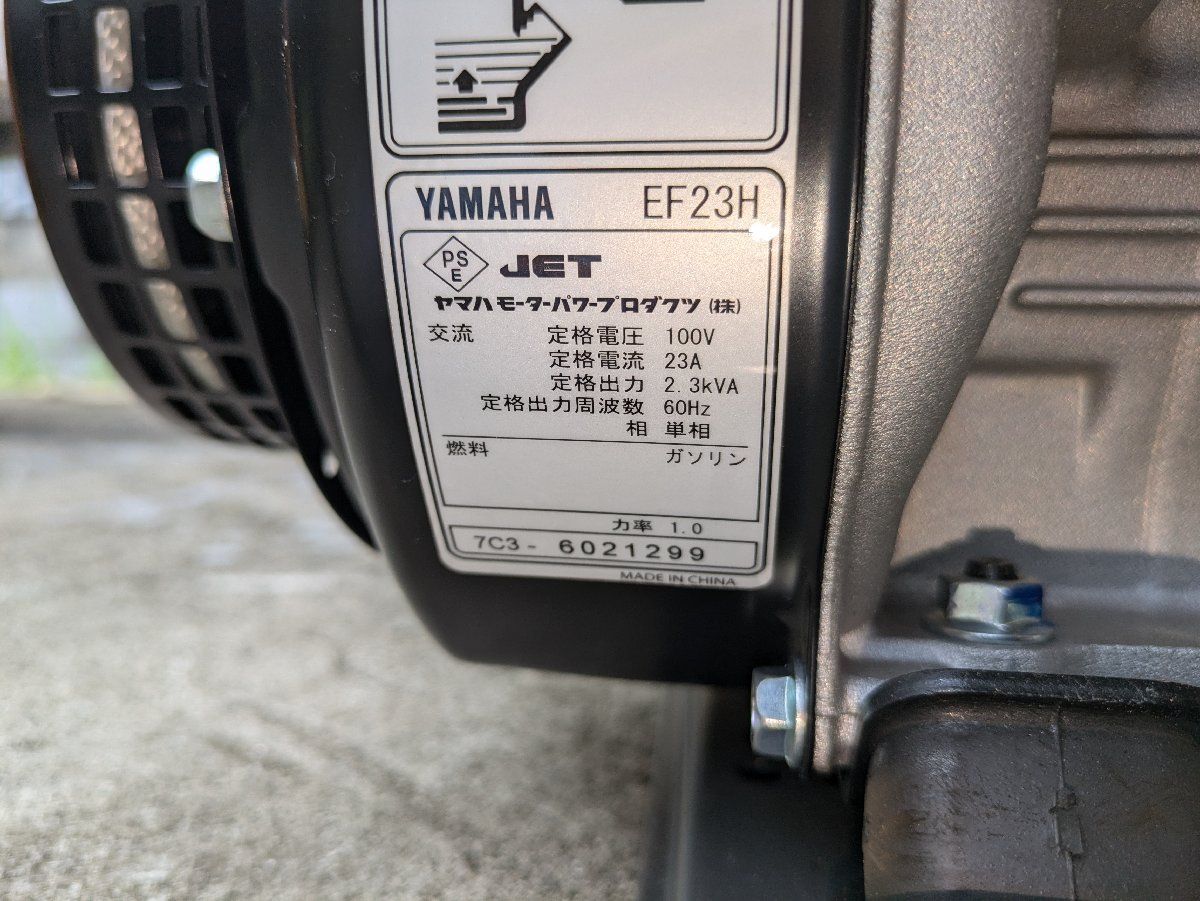 YAMAHA EF23H
PS
E
JET
ヤマハモーターパワープロダクツ(株)
交流 定格電圧 100V
定格電流 23A
定格出力 2.3kVA
定格出力周波数 60Hz
相 単相
燃料 ガソリン
力率 1.0
7C3- 6021299
MADE IN CHINA